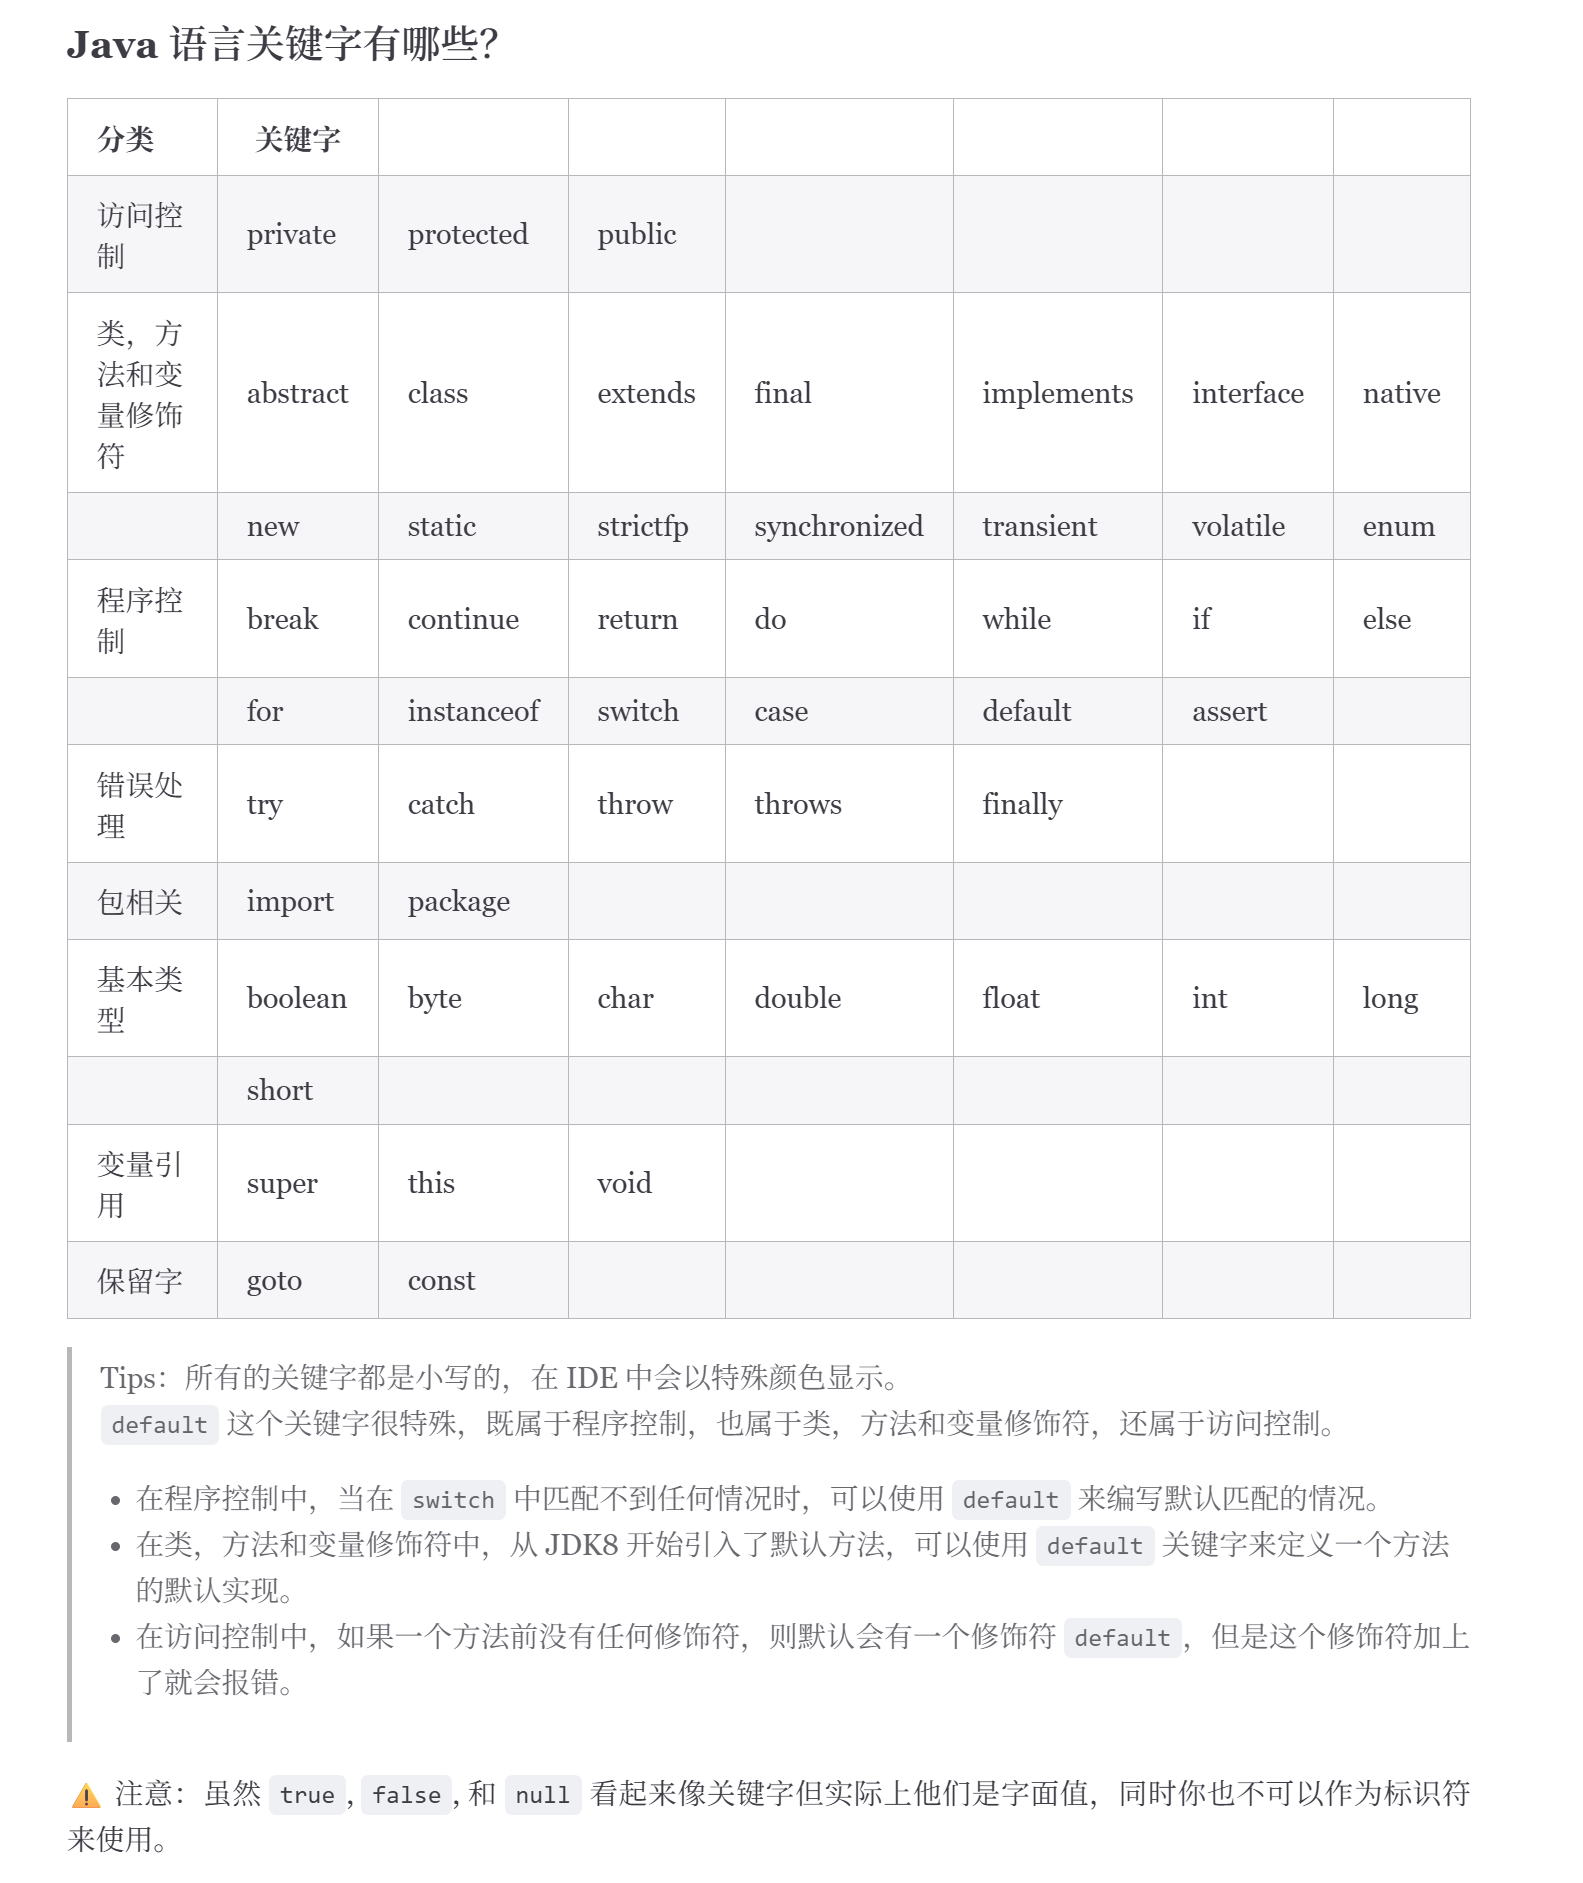 Java 语言关键字有哪些？
分类 关键字
访问控
制
private protected public
类，方
法和变
量修饰
符
abstract class extends final implements interface native
new static strictfp synchronized transient volatile enum
程序控
制
break continue return do while if else
for instanceof switch case default assert
错误处
理
try catch throw throws finally
包相关 import package
基本类
型
boolean byte char double float int long
short
变量引
用
super this void
保留字 goto const
Tips：所有的关键字都是小写的，在 IDE 中会以特殊颜色显示。
default 这个关键字很特殊，既属于程序控制，也属于类，方法和变量修饰符，还属于访问控制。
• 在程序控制中，当在 switch 中匹配不到任何情况时，可以使用 default 来编写默认匹配的情况。
• 在类，方法和变量修饰符中，从 JDK8 开始引入了默认方法，可以使用 default 关键字来定义一个方法
的默认实现。
• 在访问控制中，如果一个方法前没有任何修饰符，则默认会有一个修饰符 default，但是这个修饰符加上
了就会报错。
⚠️ 注意：虽然 true, false, 和 null 看起来像关键字但实际上他们是字面值，同时你也不可以作为标识符
来使用。